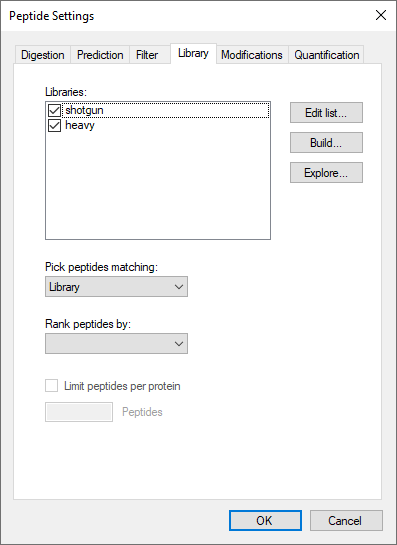 Peptide Settings
Digestion Prediction Filter Library Modifications Quantification
Libraries:
shotgun
heavy
Edit list...
Build...
Explore...
Pick peptides matching:
Library
Rank peptides by:
Limit peptides per protein
Peptides
OK Cancel